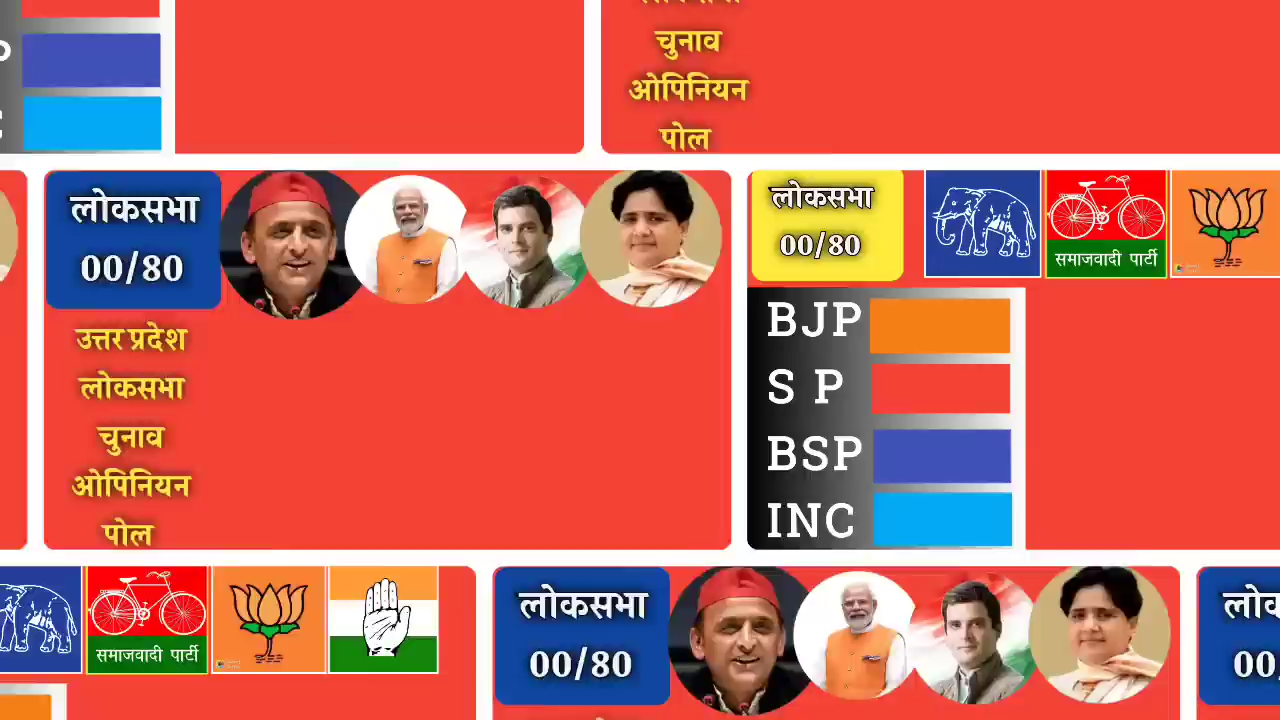 चुनाव
ओपिनियन
पोल
लोकसभा
00/80
उत्तर प्रदेश
लोकसभा
चुनाव
ओपिनियन
पोल
लोकसभा
00/80
समाजवादी पार्टी
BJP
S P
BSP
INC
समाजवादी पार्टी
लोकसभा
00/80